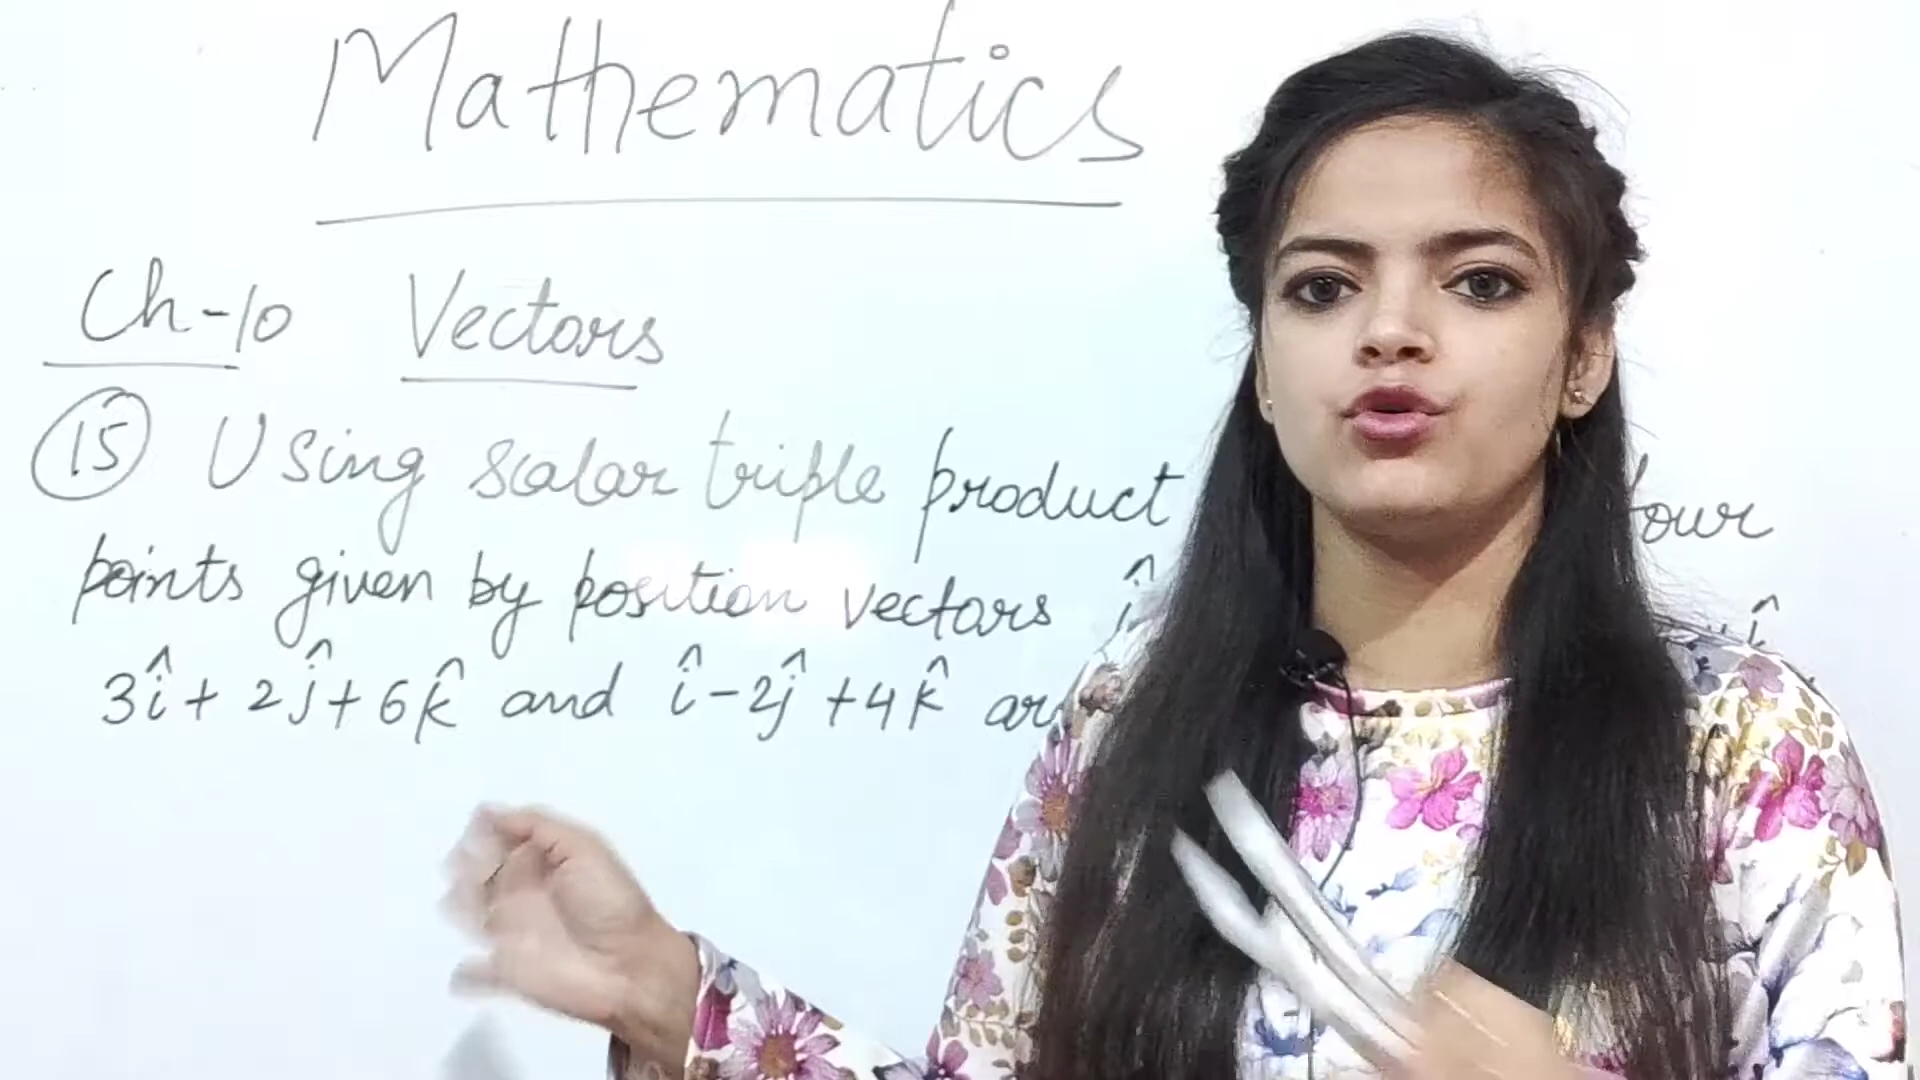 Mathematics
Ch-10 Vectors
15 Using scalar triple product our
points given by position vectors î
3î + 2ĵ + 6k̂ and î - 2ĵ + 4k̂ ar